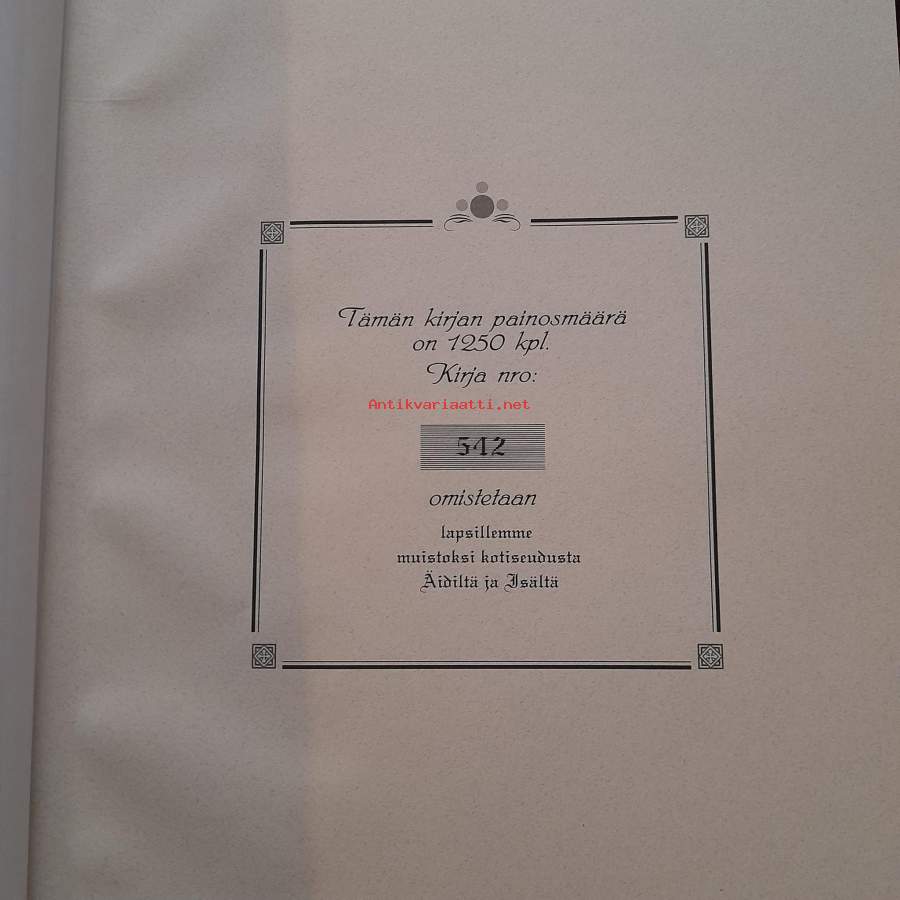 Tämän kirjan painosmäärä
on 1250 kpl.
Kirja nro:
Antikvariaatti.net
542
omistetaan
lapsillemme
muistoksi kotiseudusta
Äidiltä ja Isältä